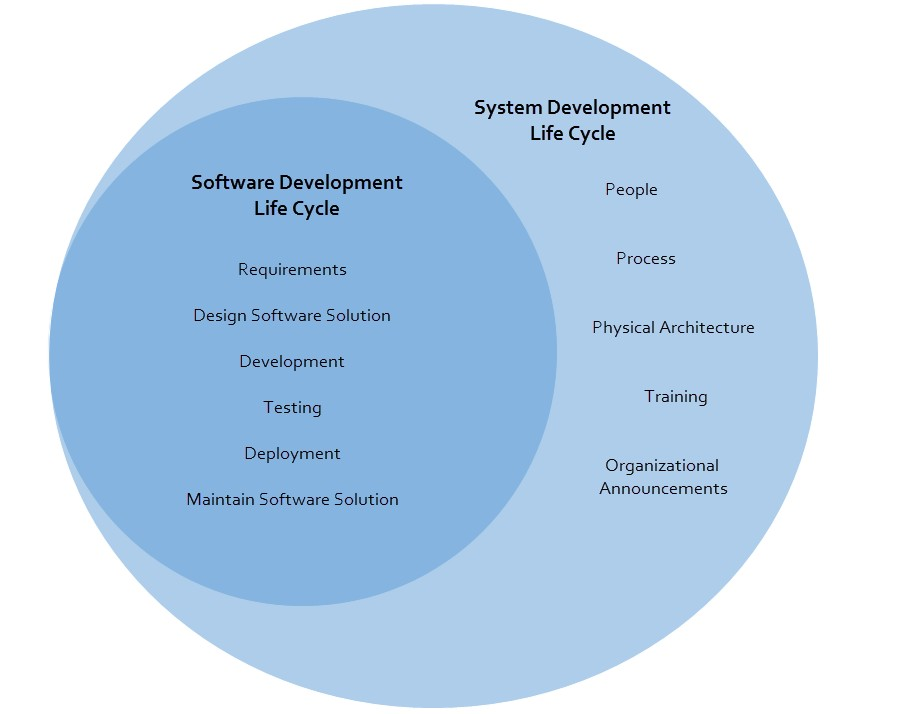 System Development
Life Cycle
People
Process
Physical Architecture
Training
Organizational
Announcements
Software Development
Life Cycle
Requirements
Design Software Solution
Development
Testing
Deployment
Maintain Software Solution